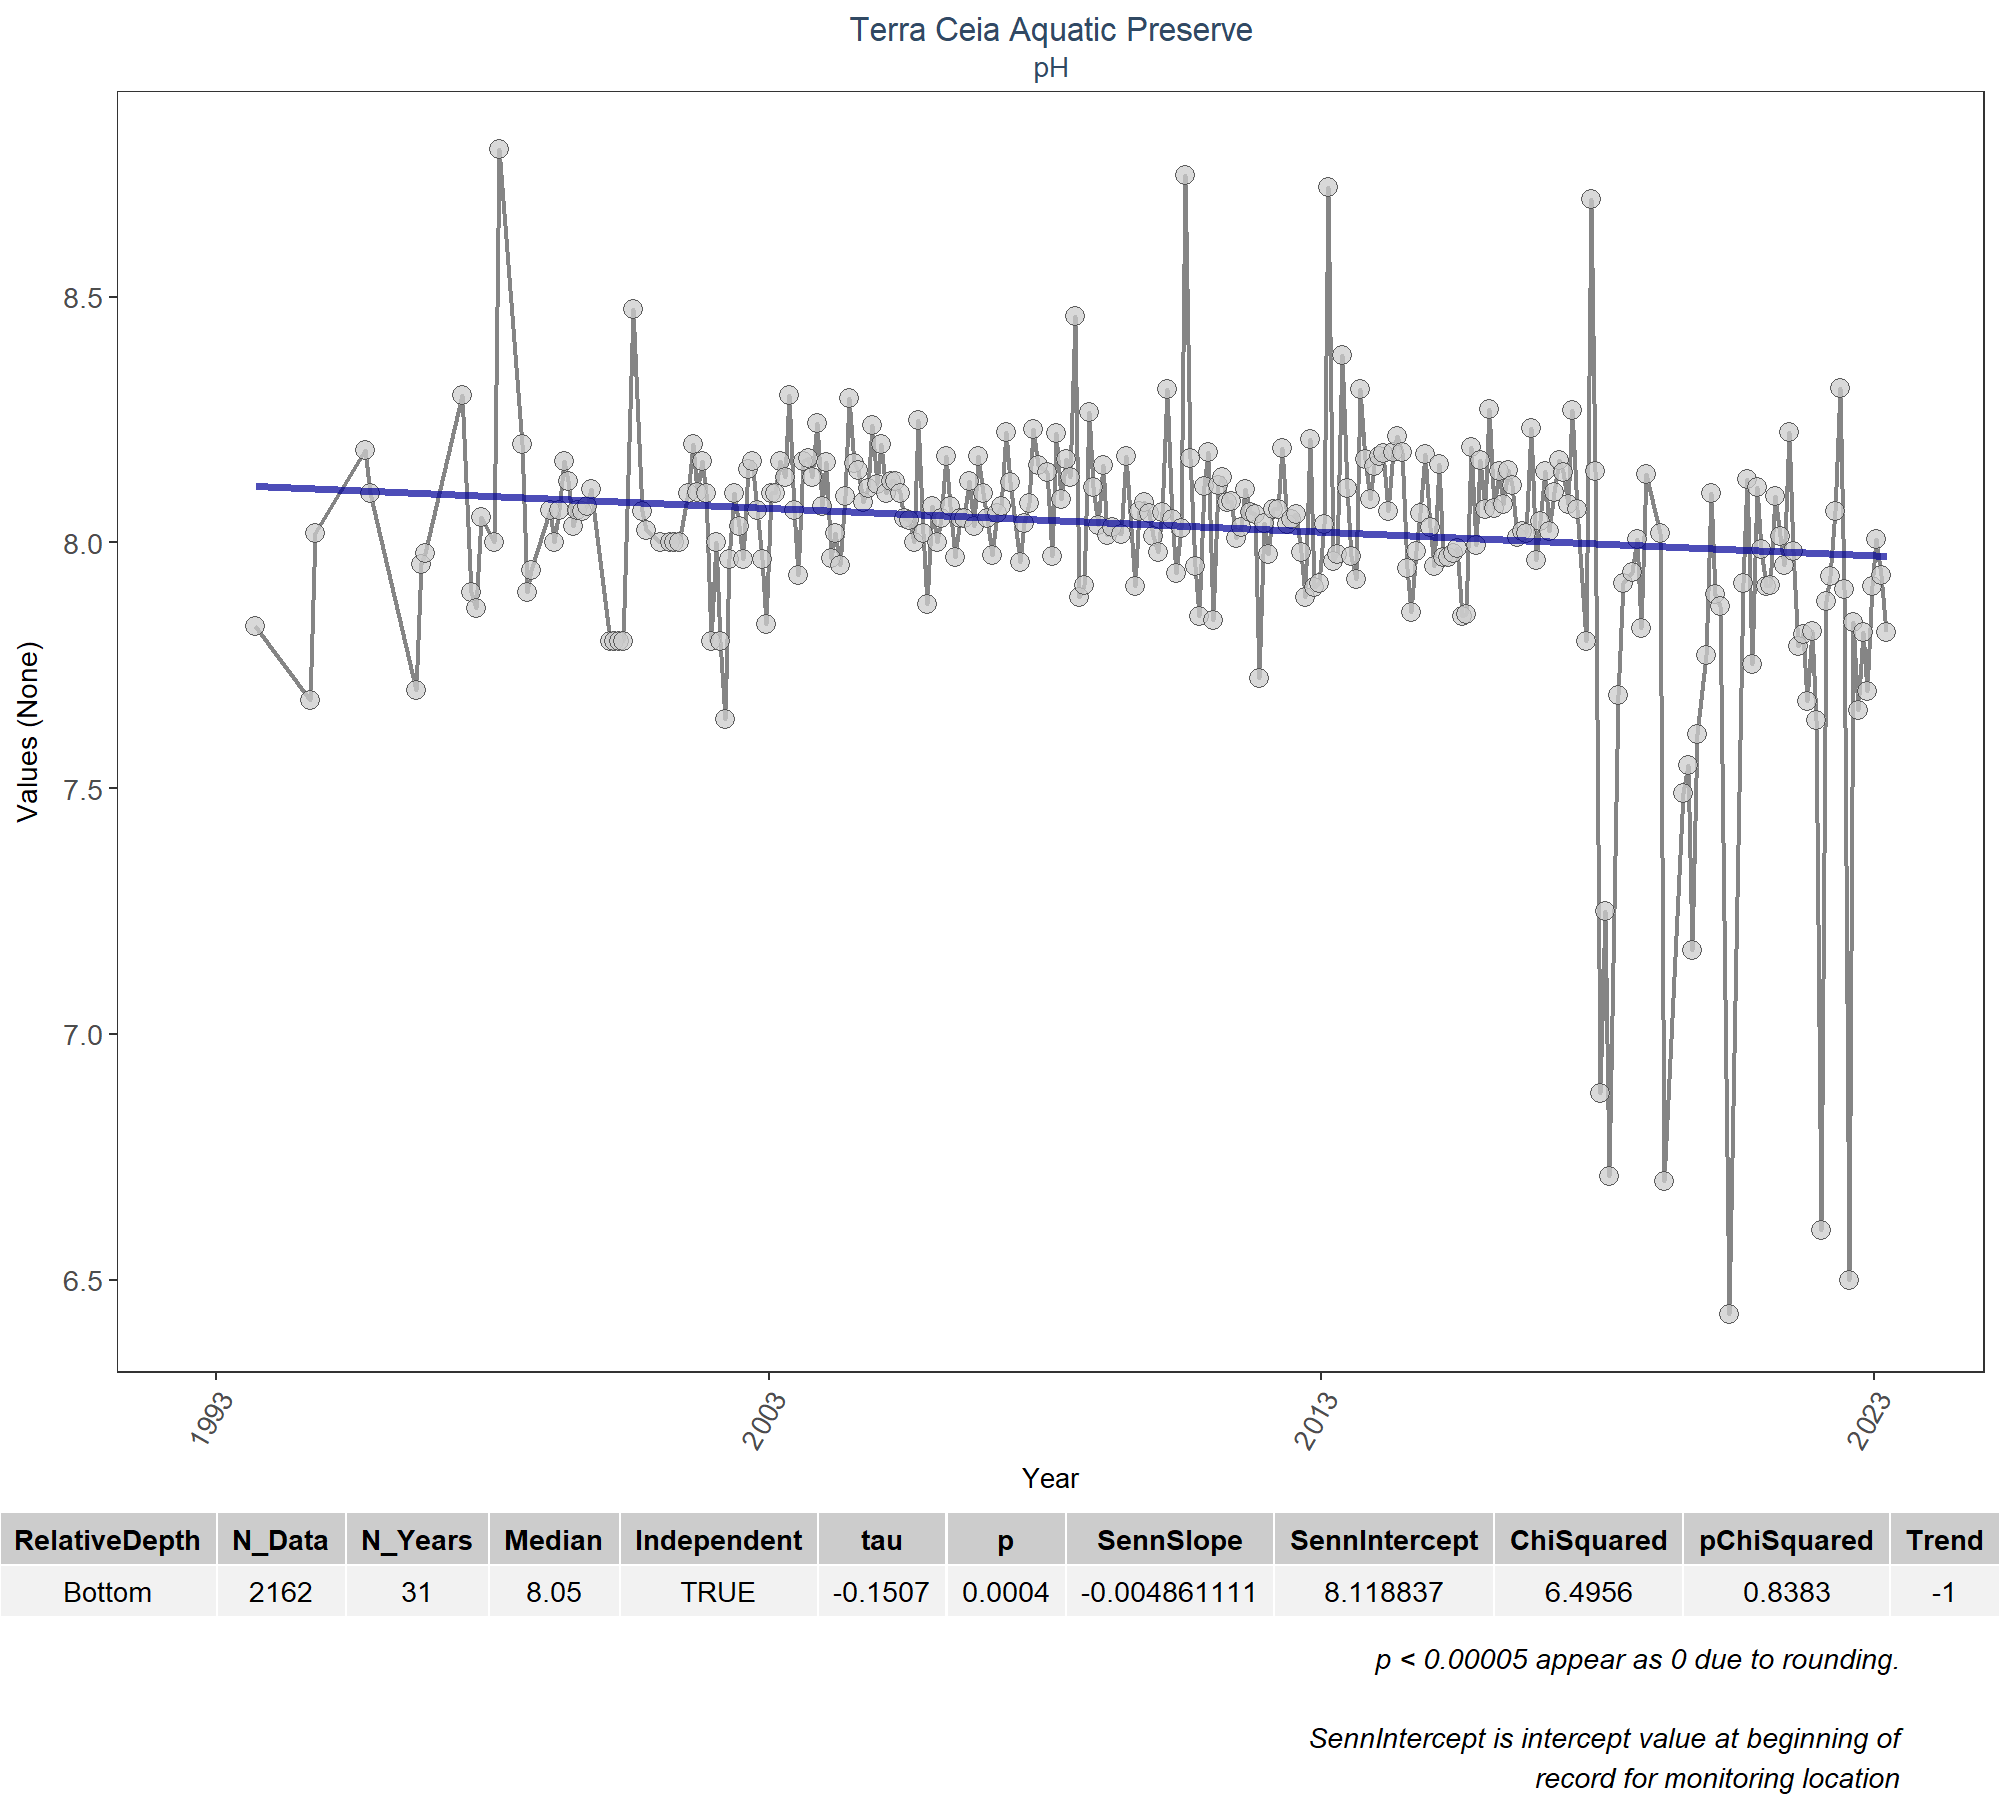 Terra Ceia Aquatic Preserve
pH
Values (None)
8.5
8.0
7.5
7.0
6.5
1993 2003 2013 2023
Year
RelativeDepth N_Data N_Years Median Independent tau p SennSlope SennIntercept ChiSquared pChiSquared Trend
Bottom 2162 31 8.05 TRUE -0.1507 0.0004 -0.004861111 8.118837 6.4956 0.8383 -1
p < 0.00005 appear as 0 due to rounding.
SennIntercept is intercept value at beginning of
record for monitoring location